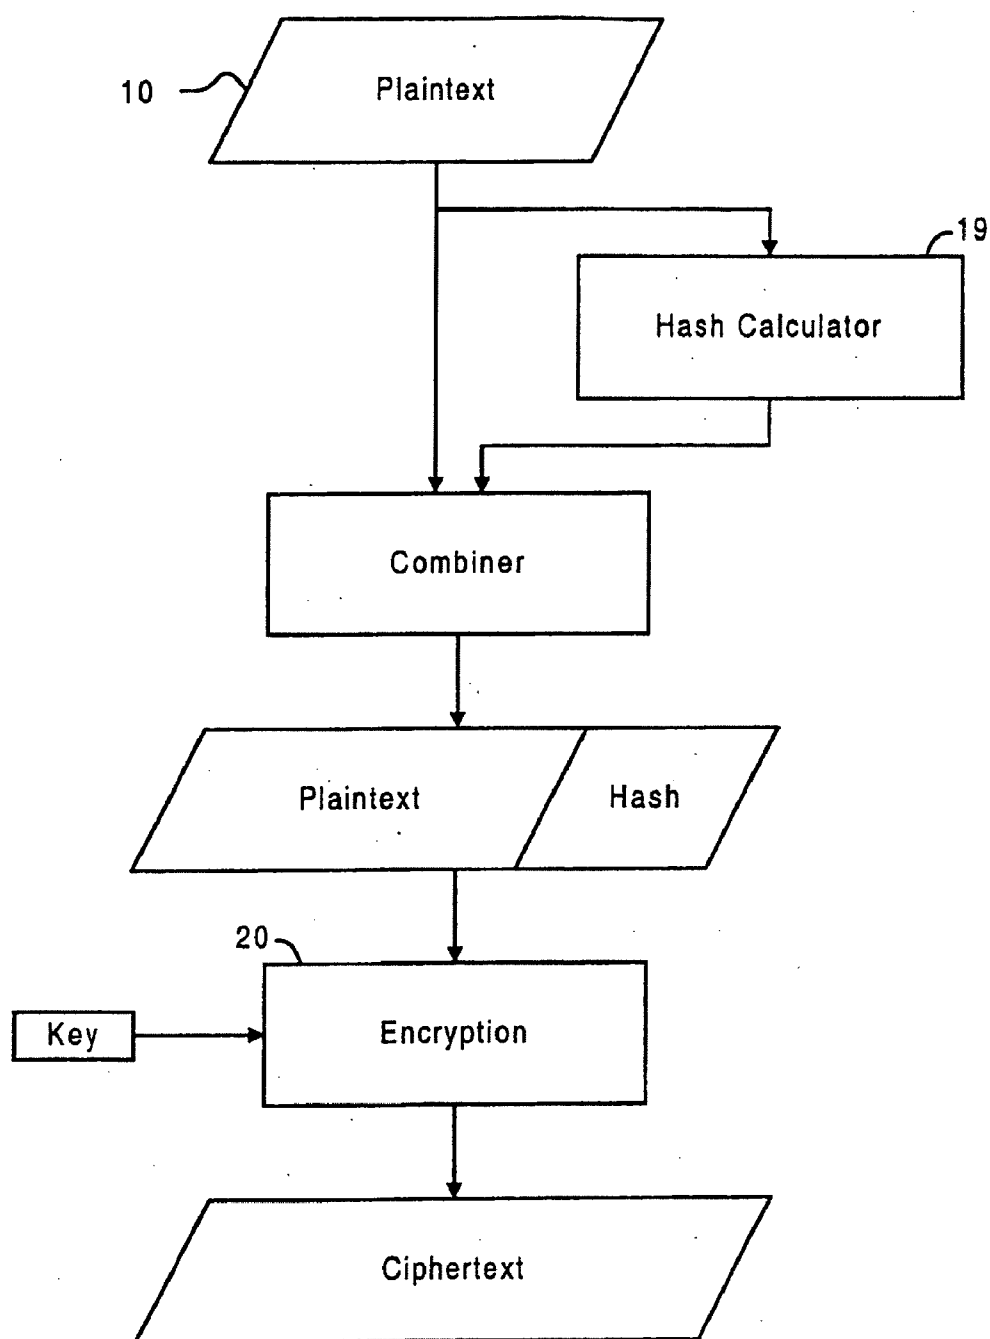 Plaintext
10
19
Hash Calculator
Combiner
Plaintext
Hash
20
Key
Encryption
Ciphertext